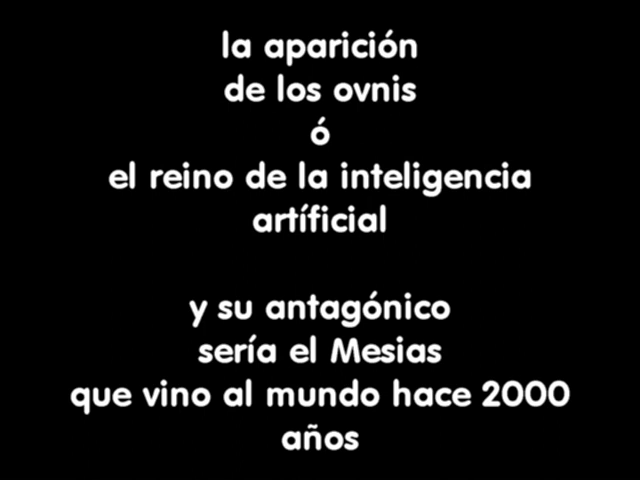 la aparición
de los ovnis
ó
el reino de la inteligencia
artíficial
y su antagónico
sería el Mesias
que vino al mundo hace 2000
años